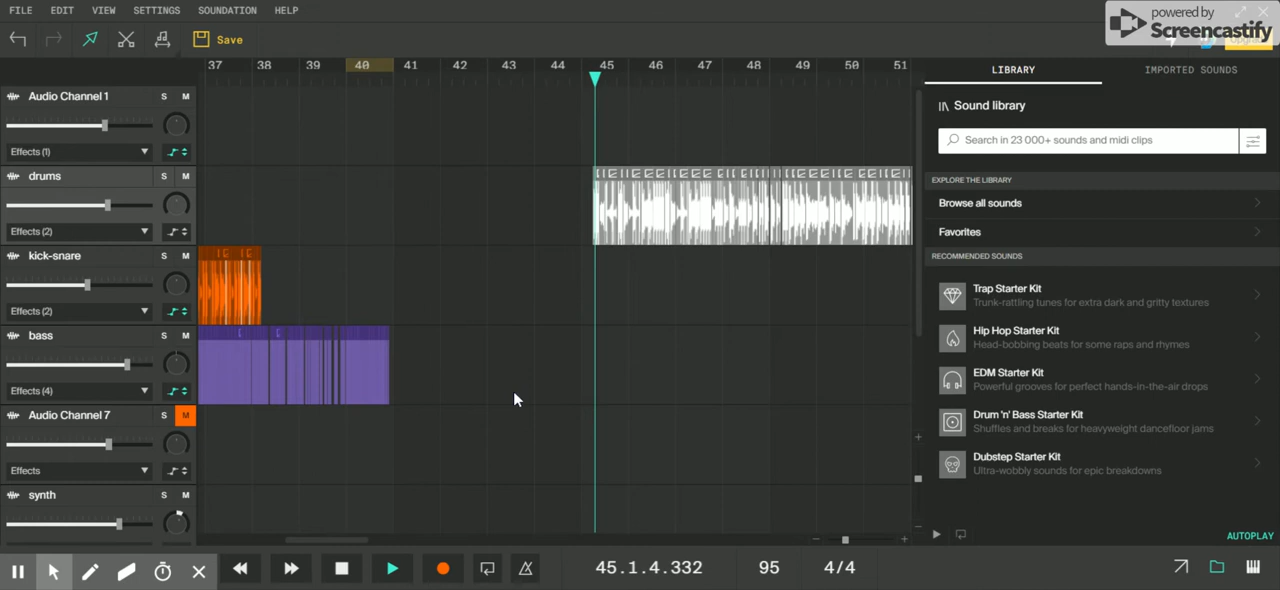 FILE EDIT VIEW SETTINGS SOUNDATION HELP
powered by
Screencastify
Save
37 38 39 40 41 42 43 44 45 46 47 48 49 50 51
LIBRARY IMPORTED SOUNDS
Audio Channel 1 S M
Effects (1)
drums S M
Effects (2)
kick-snare S M
Effects (2)
bass S M
Effects (4)
Audio Channel 7 S M
Effects
synth S M
Sound library
Search in 23 000+ sounds and midi clips
EXPLORE THE LIBRARY
Browse all sounds
Favorites
RECOMMENDED SOUNDS
Trap Starter Kit
Trunk-rattling tunes for extra dark and gritty textures
Hip Hop Starter Kit
Head-bobbing beats for some raps and rhymes
EDM Starter Kit
Powerful grooves for perfect hands-in-the-air drops
Drum 'n' Bass Starter Kit
Shuffles and breaks for heavyweight dancefloor jams
Dubstep Starter Kit
Ultra-wobbly sounds for epic breakdowns
AUTOPLAY
45.1.4.332 95 4/4